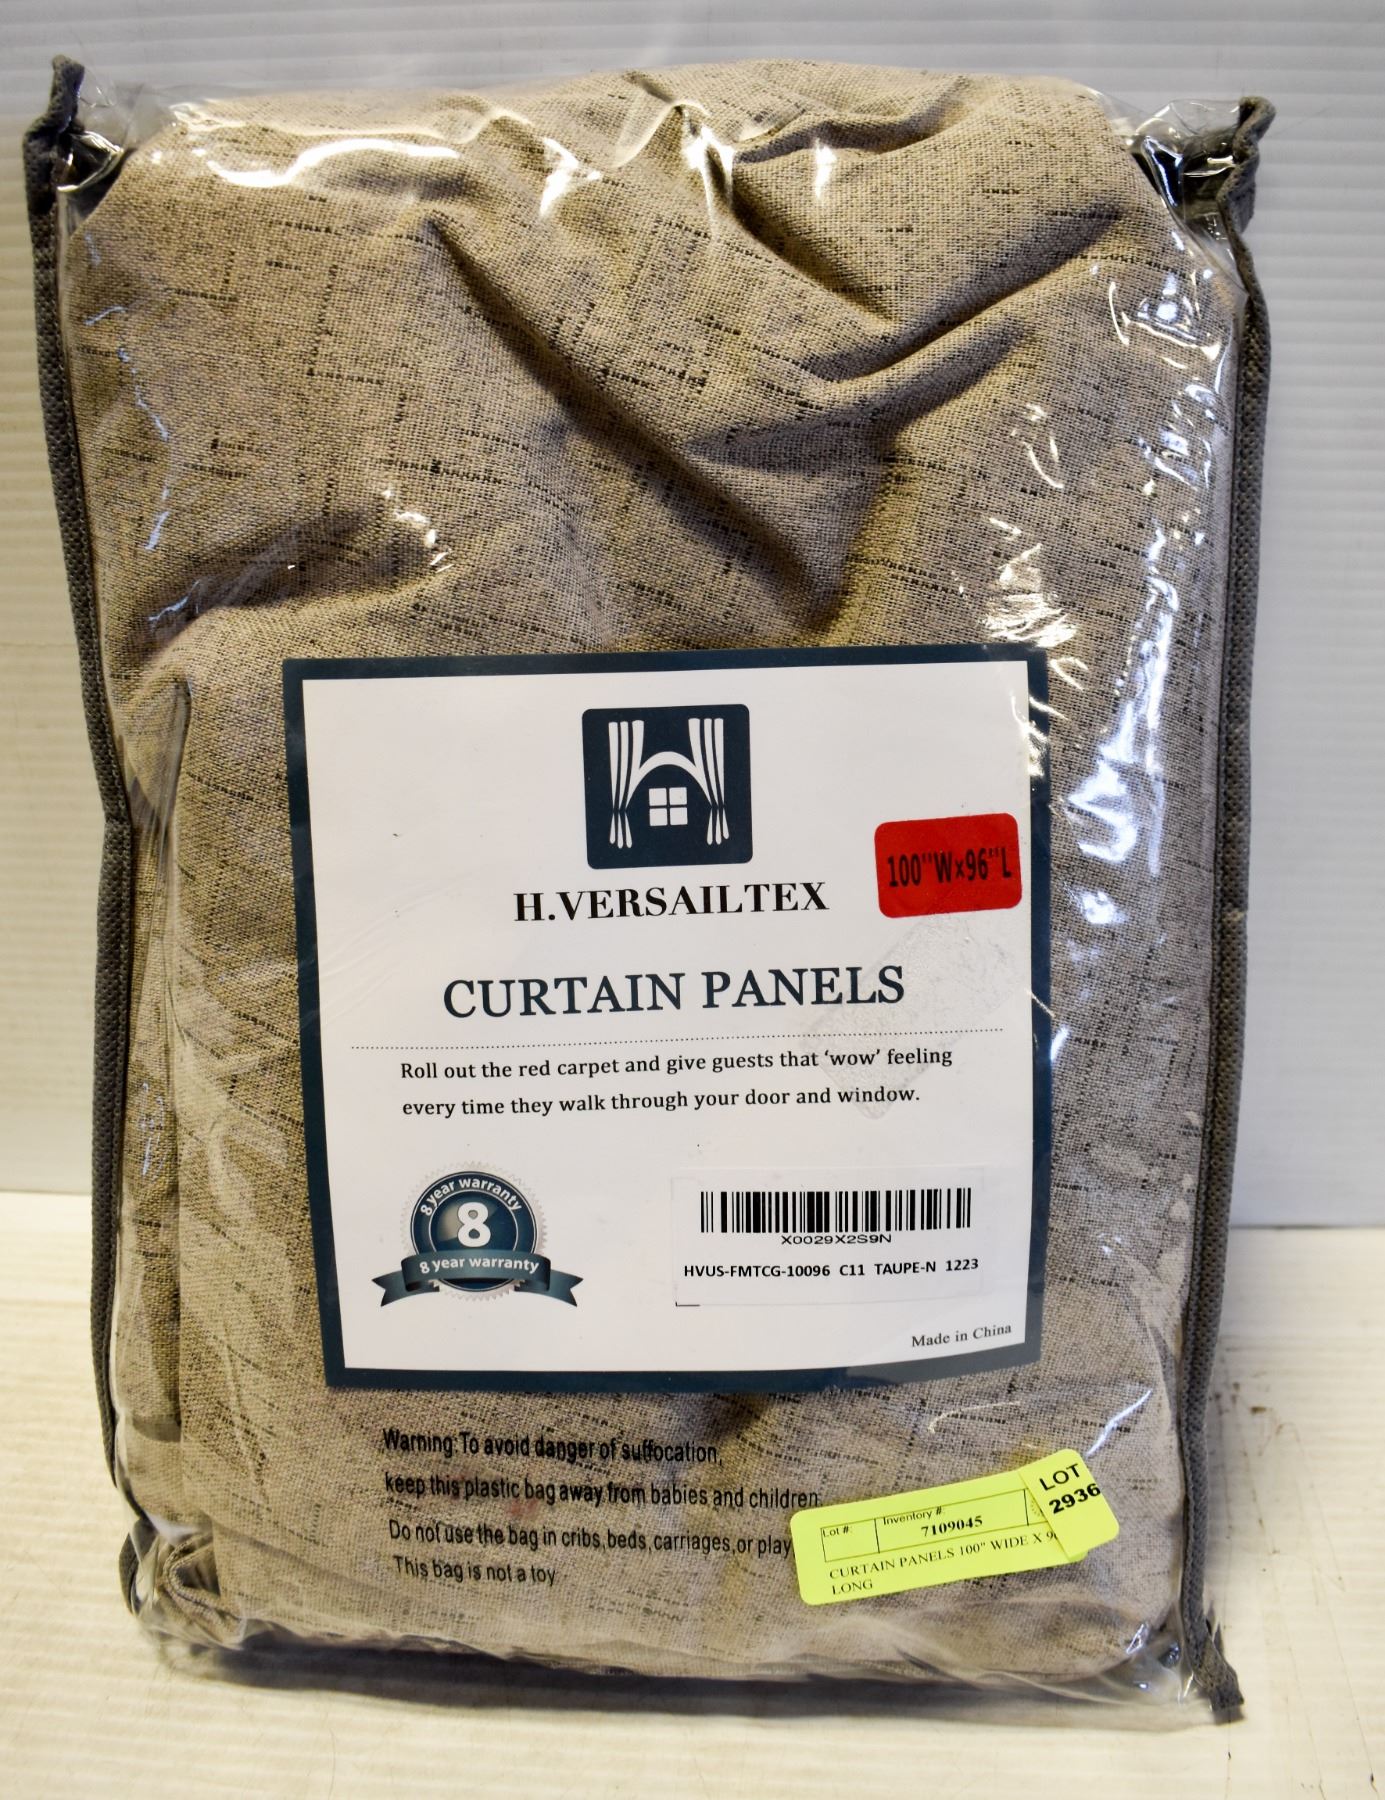 H.VERSAILTEX
100"W×96"L
CURTAIN PANELS
Roll out the red carpet and give guests that ‘wow’ feeling
every time they walk through your door and window.
8 year warranty
8
8 year warranty
X0029X2S9N
HVUS-FMTCG-10096 C11 TAUPE-N 1223
Made in China
Warning: To avoid danger of suffocation,
keep this plastic bag away from babies and children.
Do not use the bag in cribs, beds, carriages, or play
This bag is not a toy
LOT
2936
Lot #: Inventory #:
7109045
CURTAIN PANELS 100" WIDE X
LONG